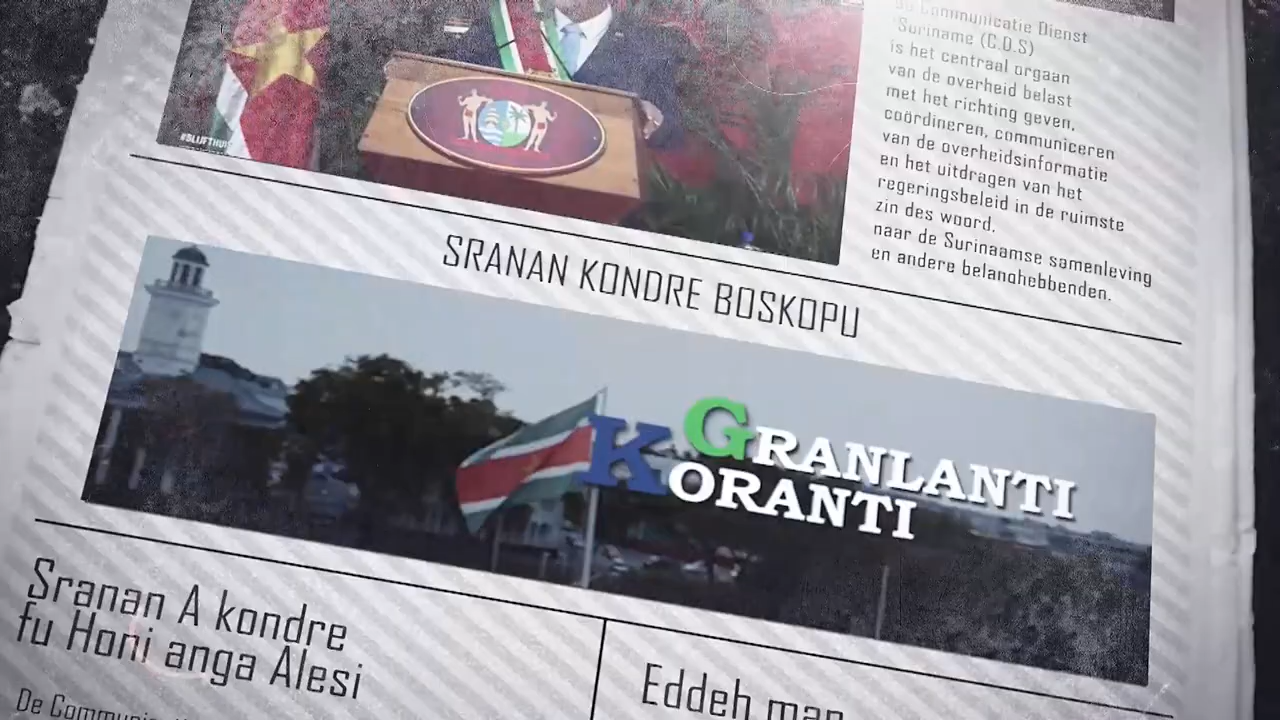 Communicatie Dienst
Suriname (C.D.S)
is het centraal orgaan
van de overheid belast
met het richting geven,
coördineren, communiceren
van de overheidsinformatie
en het uitdragen van het
regeringsbeleid in de ruimste
zin des woord.
naar de Surinaamse samenleving
en andere belanghebbenden.
SRANAN KONDRE BOSKOPU
GRANLANTI
KORANTI
Sranan A kondre
fu Honi anga Alesi
De
Eddeh man